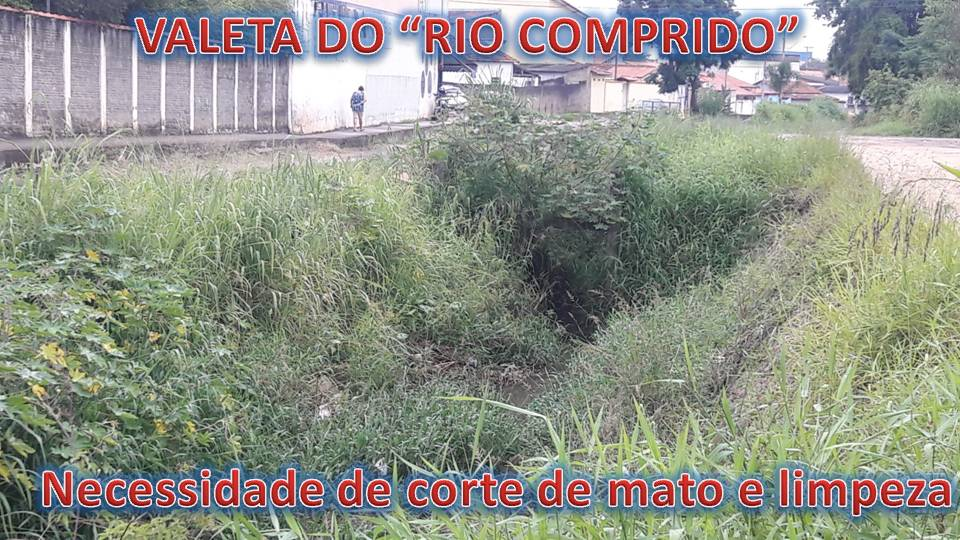 VALETA DO “RIO COMPRIDO”
Necessidade de corte de mato e limpeza